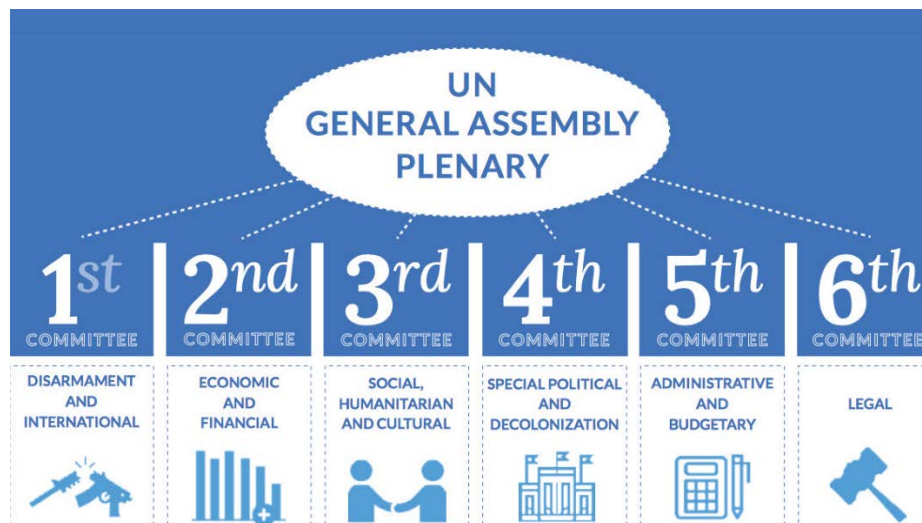 UN
GENERAL ASSEMBLY
PLENARY
1st
COMMITTEE
2nd
COMMITTEE
3rd
COMMITTEE
4th
COMMITTEE
5th
COMMITTEE
6th
COMMITTEE
DISARMAMENT
AND
INTERNATIONAL
ECONOMIC
AND
FINANCIAL
SOCIAL,
HUMANITARIAN
AND CULTURAL
SPECIAL POLITICAL
AND
DECOLONIZATION
ADMINISTRATIVE
AND
BUDGETARY
LEGAL